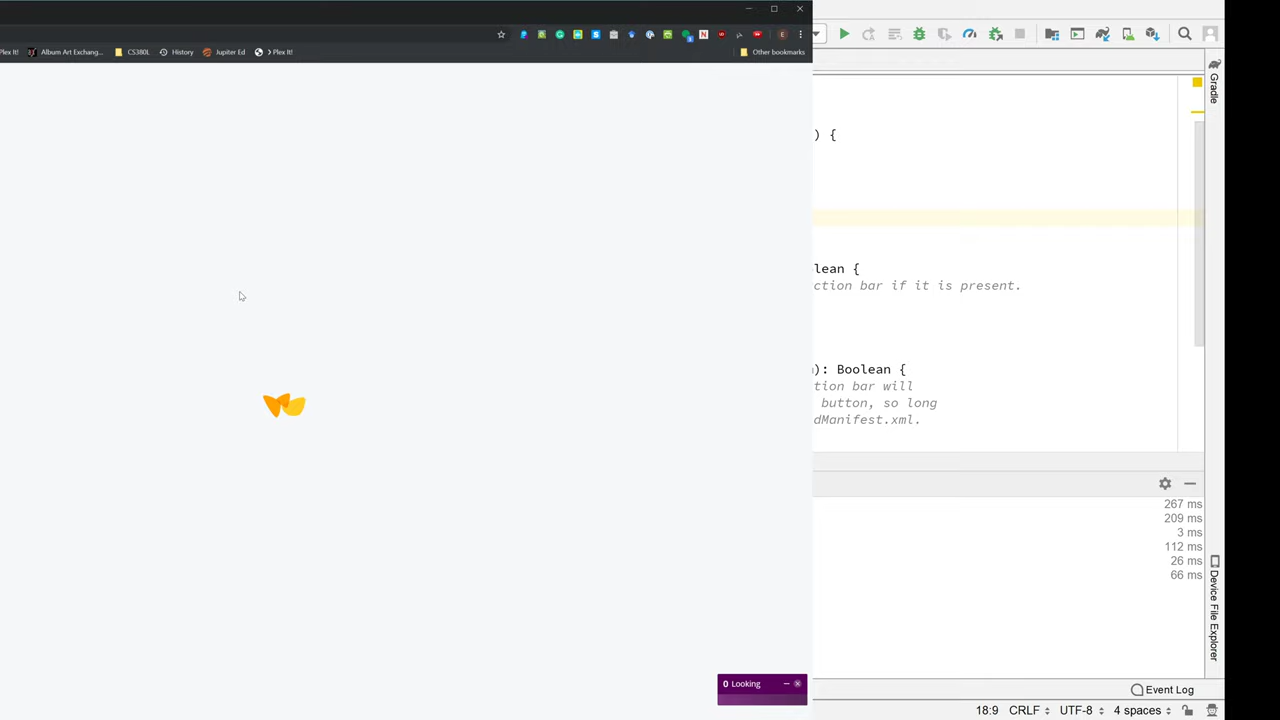 Plex It!
Album Art Exchang...
CS380L
History
Jupiter Ed
Plex It!
Other bookmarks
E
N
) {
Gradle
lean {
ction bar if it is present.
): Boolean {
tion bar will
button, so long
dManifest.xml.
267 ms
209 ms
3 ms
112 ms
26 ms
66 ms
Device File Explorer
0 Looking
Event Log
18:9 CRLF UTF-8 4 spaces